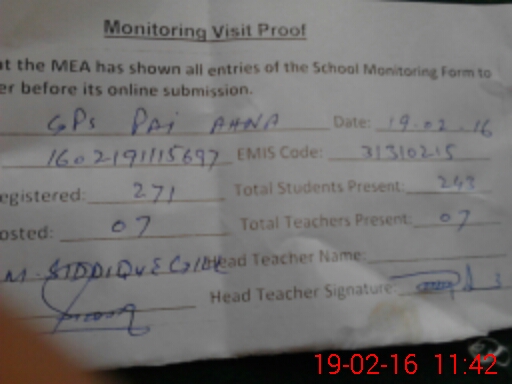 Monitoring Visit Proof
at the MEA has shown all entries of the School Monitoring Form to
er before its online submission.
GPS PAI AHNA Date: 19.02.16
1602191115697 EMIS Code: 31310215
egistered: 271 Total Students Present: 243
osted: 07 Total Teachers Present: 07
M. Head Teacher Name:
Head Teacher Signature:
19-02-16 11:42